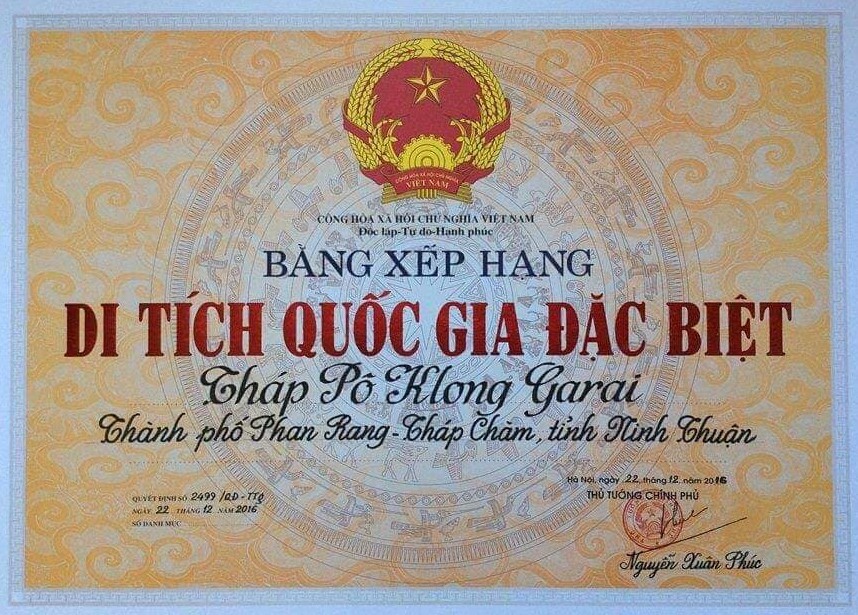 CỘNG HÒA XÃ HỘI CHỦ NGHĨA
VIỆT NAM
CỘNG HÒA XÃ HỘI CHỦ NGHĨA VIỆT NAM
Độc lập-Tự do-Hạnh phúc
BẰNG XẾP HẠNG
DI TÍCH QUỐC GIA ĐẶC BIỆT
Tháp Pô Klong Garai
Thành phố Phan Rang-Tháp Chàm, tỉnh Ninh Thuận
Hà Nội, ngày 22 tháng 12 năm 2016
THỦ TƯỚNG CHÍNH PHỦ
QUYẾT ĐỊNH SỐ 2499/QĐ-TTg
NGÀY 22 THÁNG 12 NĂM 2016
SỐ DANH MỤC
Nguyễn Xuân Phúc